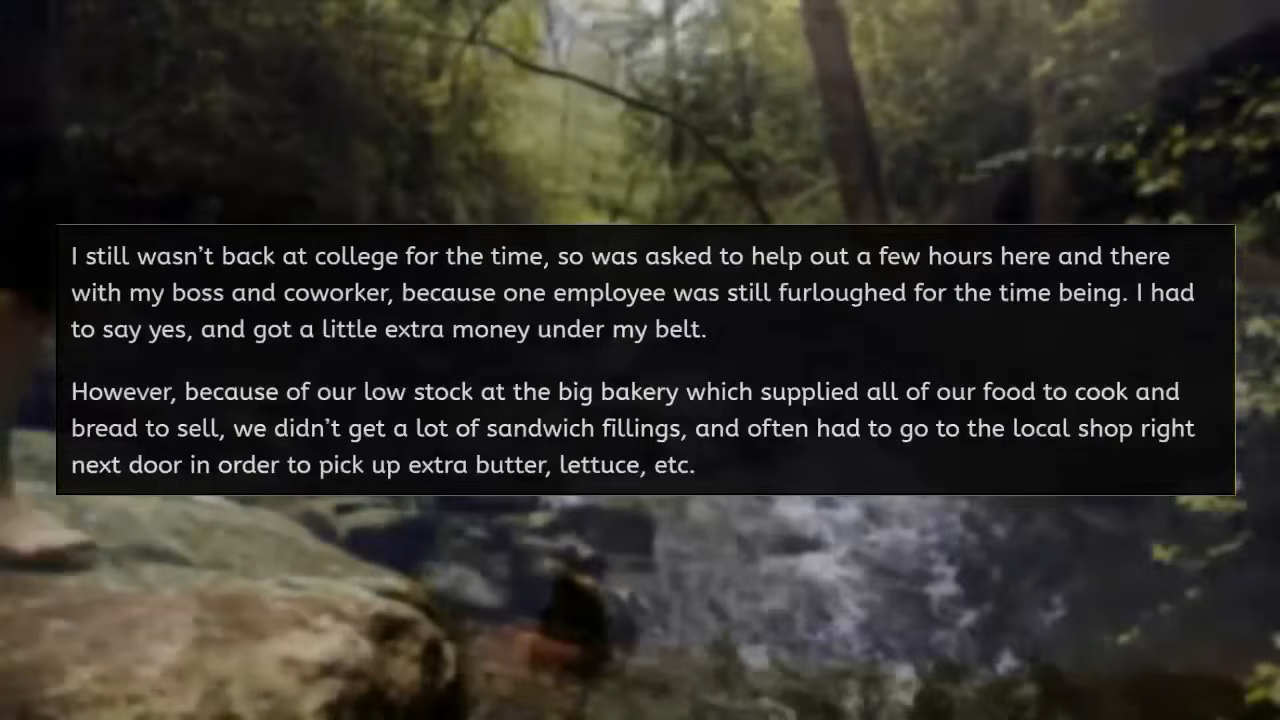 I still wasn’t back at college for the time, so was asked to help out a few hours here and there
with my boss and coworker, because one employee was still furloughed for the time being. I had
to say yes, and got a little extra money under my belt.
However, because of our low stock at the big bakery which supplied all of our food to cook and
bread to sell, we didn’t get a lot of sandwich fillings, and often had to go to the local shop right
next door in order to pick up extra butter, lettuce, etc.